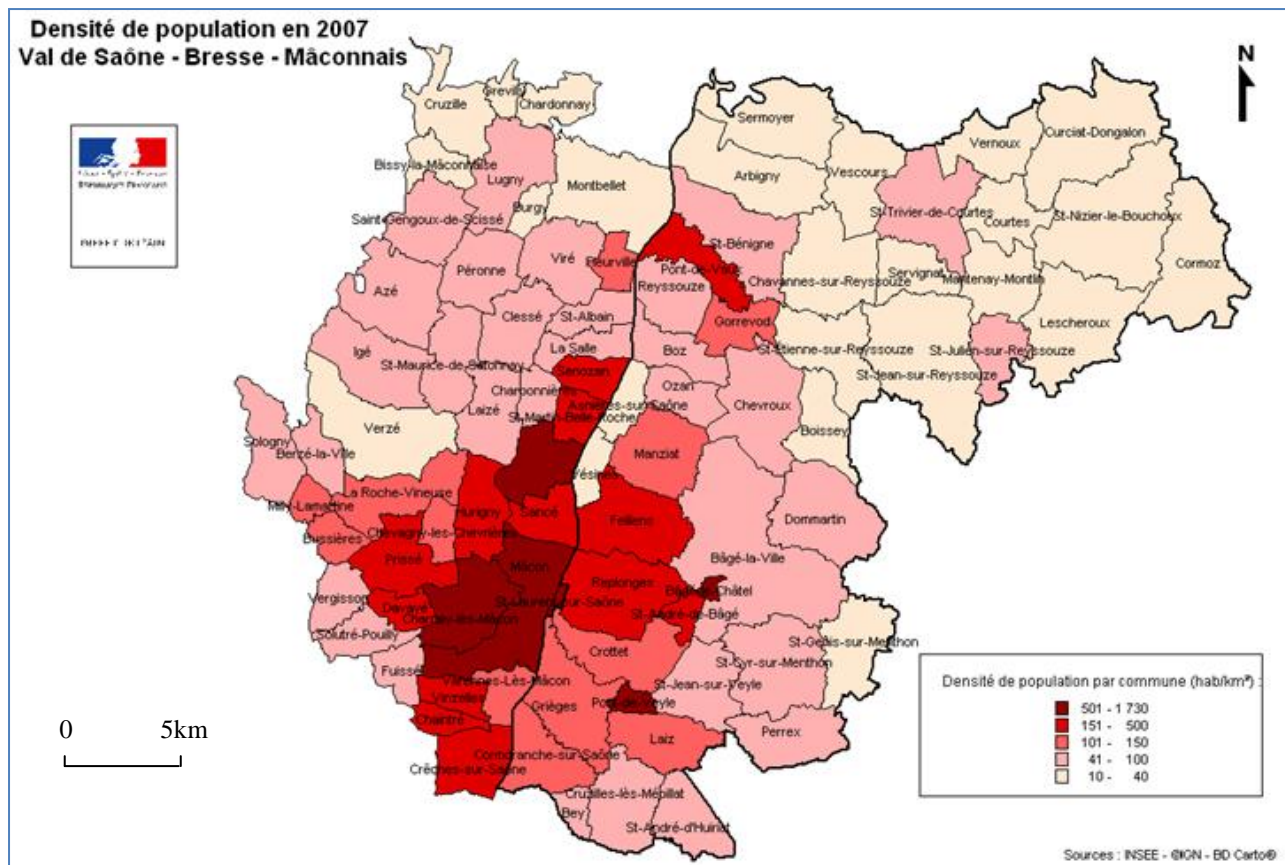 Densité de population en 2007
Val de Saône - Bresse - Mâconnais
N
Cruzille
Grevilly
Chardonnay
Sermoyer
Curciat-Dongalon
Vernoux
Bissy-la-Mâconnaise
Lugny
Montbellet
Arbigny
Vescours
Burgy
Saint-Gengoux-de-Scissé
St-Trivier-de-Courtes
Courtes
St-Nizier-le-Bouchoux
St-Bénigne
Viré
Fleurville
Péronne
Pont-de-Vaux
Reyssouze
Chavannes-sur-Reyssouze
Servignat
Mantenay-Montlin
Cormoz
Azé
Clessé
St-Albain
Gorrevod
Lescheroux
Igé
La Salle
Boz
St-Etienne-sur-Reyssouze
St-Julien-sur-Reyssouze
St-Maurice-de-Satonnay
Senozan
St-Jean-sur-Reyssouze
Charbonnières
Ozan
Asnières-sur-Saône
Chevroux
Laizé
St-Martin-Belle-Roche
Verzé
Boissey
Sologny
Berzé-la-Ville
Manziat
Vésines
La Roche-Vineuse
Milly-Lamartine
Hurigny
Sancé
Feillens
Dommartin
Chevagny-les-Chevrières
Bussières
Prissé
Bâgé-la-Ville
Mâcon
Replonges
Bâgé-le-Châtel
Vergisson
St-Laurent-sur-Saône
Davayé
St-André-de-Bâgé
Charnay-lès-Mâcon
Solutré-Pouilly
St-Genis-sur-Menthon
Crottet
St-Cyr-sur-Menthon
Fuissé
Varennes-Lès-Mâcon
St-Jean-sur-Veyle
Vinzelles
Pont-de-Veyle
Grièges
Chaintré
Perrex
Laiz
Cormoranche-sur-Saône
Crêches-sur-Saône
Cruzilles-lès-Mépillat
Bey
St-André-d'Huiriat
0 5km
Densité de population par commune (hab/km²) :
501 - 1 730
151 - 500
101 - 150
41 - 100
10 - 40
Sources : INSEE - @IGN - BD Carto®